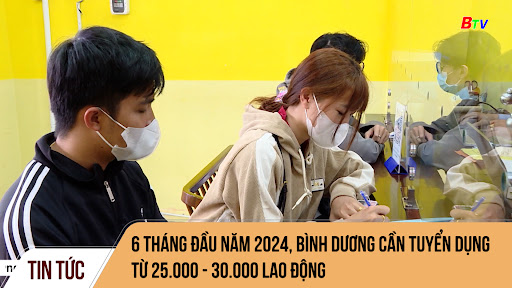 BTV
6 THÁNG ĐẦU NĂM 2024, BÌNH DƯƠNG CẦN TUYỂN DỤNG
TỪ 25.000 - 30.000 LAO ĐỘNG
TIN TỨC